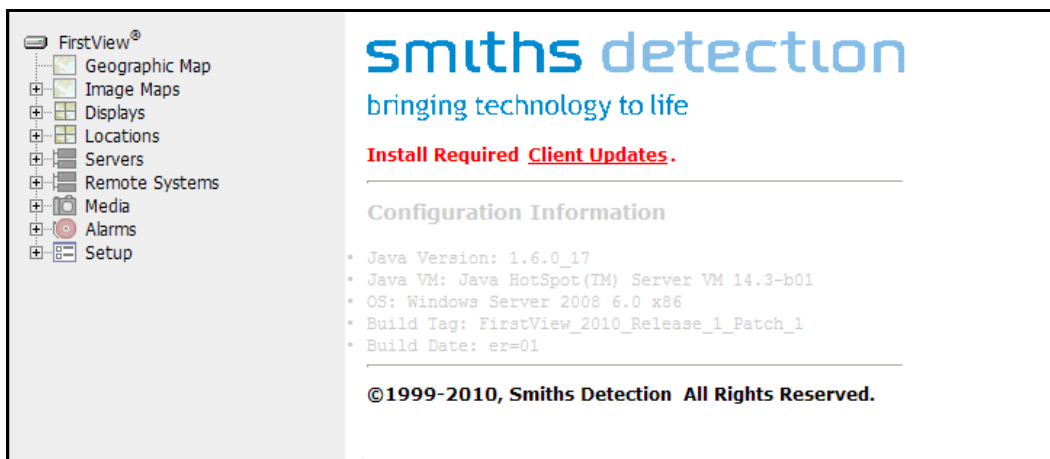 FirstView®
Geographic Map
Image Maps
Displays
Locations
Servers
Remote Systems
Media
Alarms
Setup
smiths detection
bringing technology to life
Install Required Client Updates.
Configuration Information
• Java Version: 1.6.0_17
• Java VM: Java HotSpot(TM) Server VM 14.3-b01
• OS: Windows Server 2008 6.0 x86
• Build Tag: FirstView_2010_Release_1_Patch_1
• Build Date: er=01
©1999-2010, Smiths Detection All Rights Reserved.